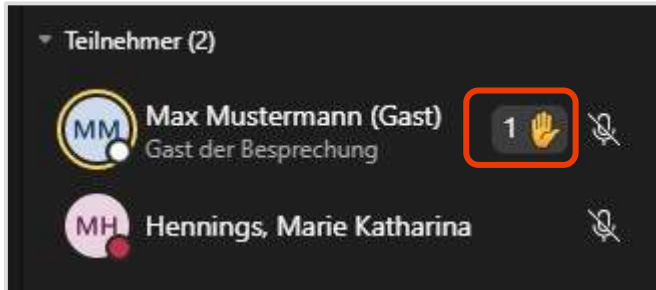 Teilnehmer (2)
MM Max Mustermann (Gast) 1
Gast der Besprechung
MH Hennings, Marie Katharina